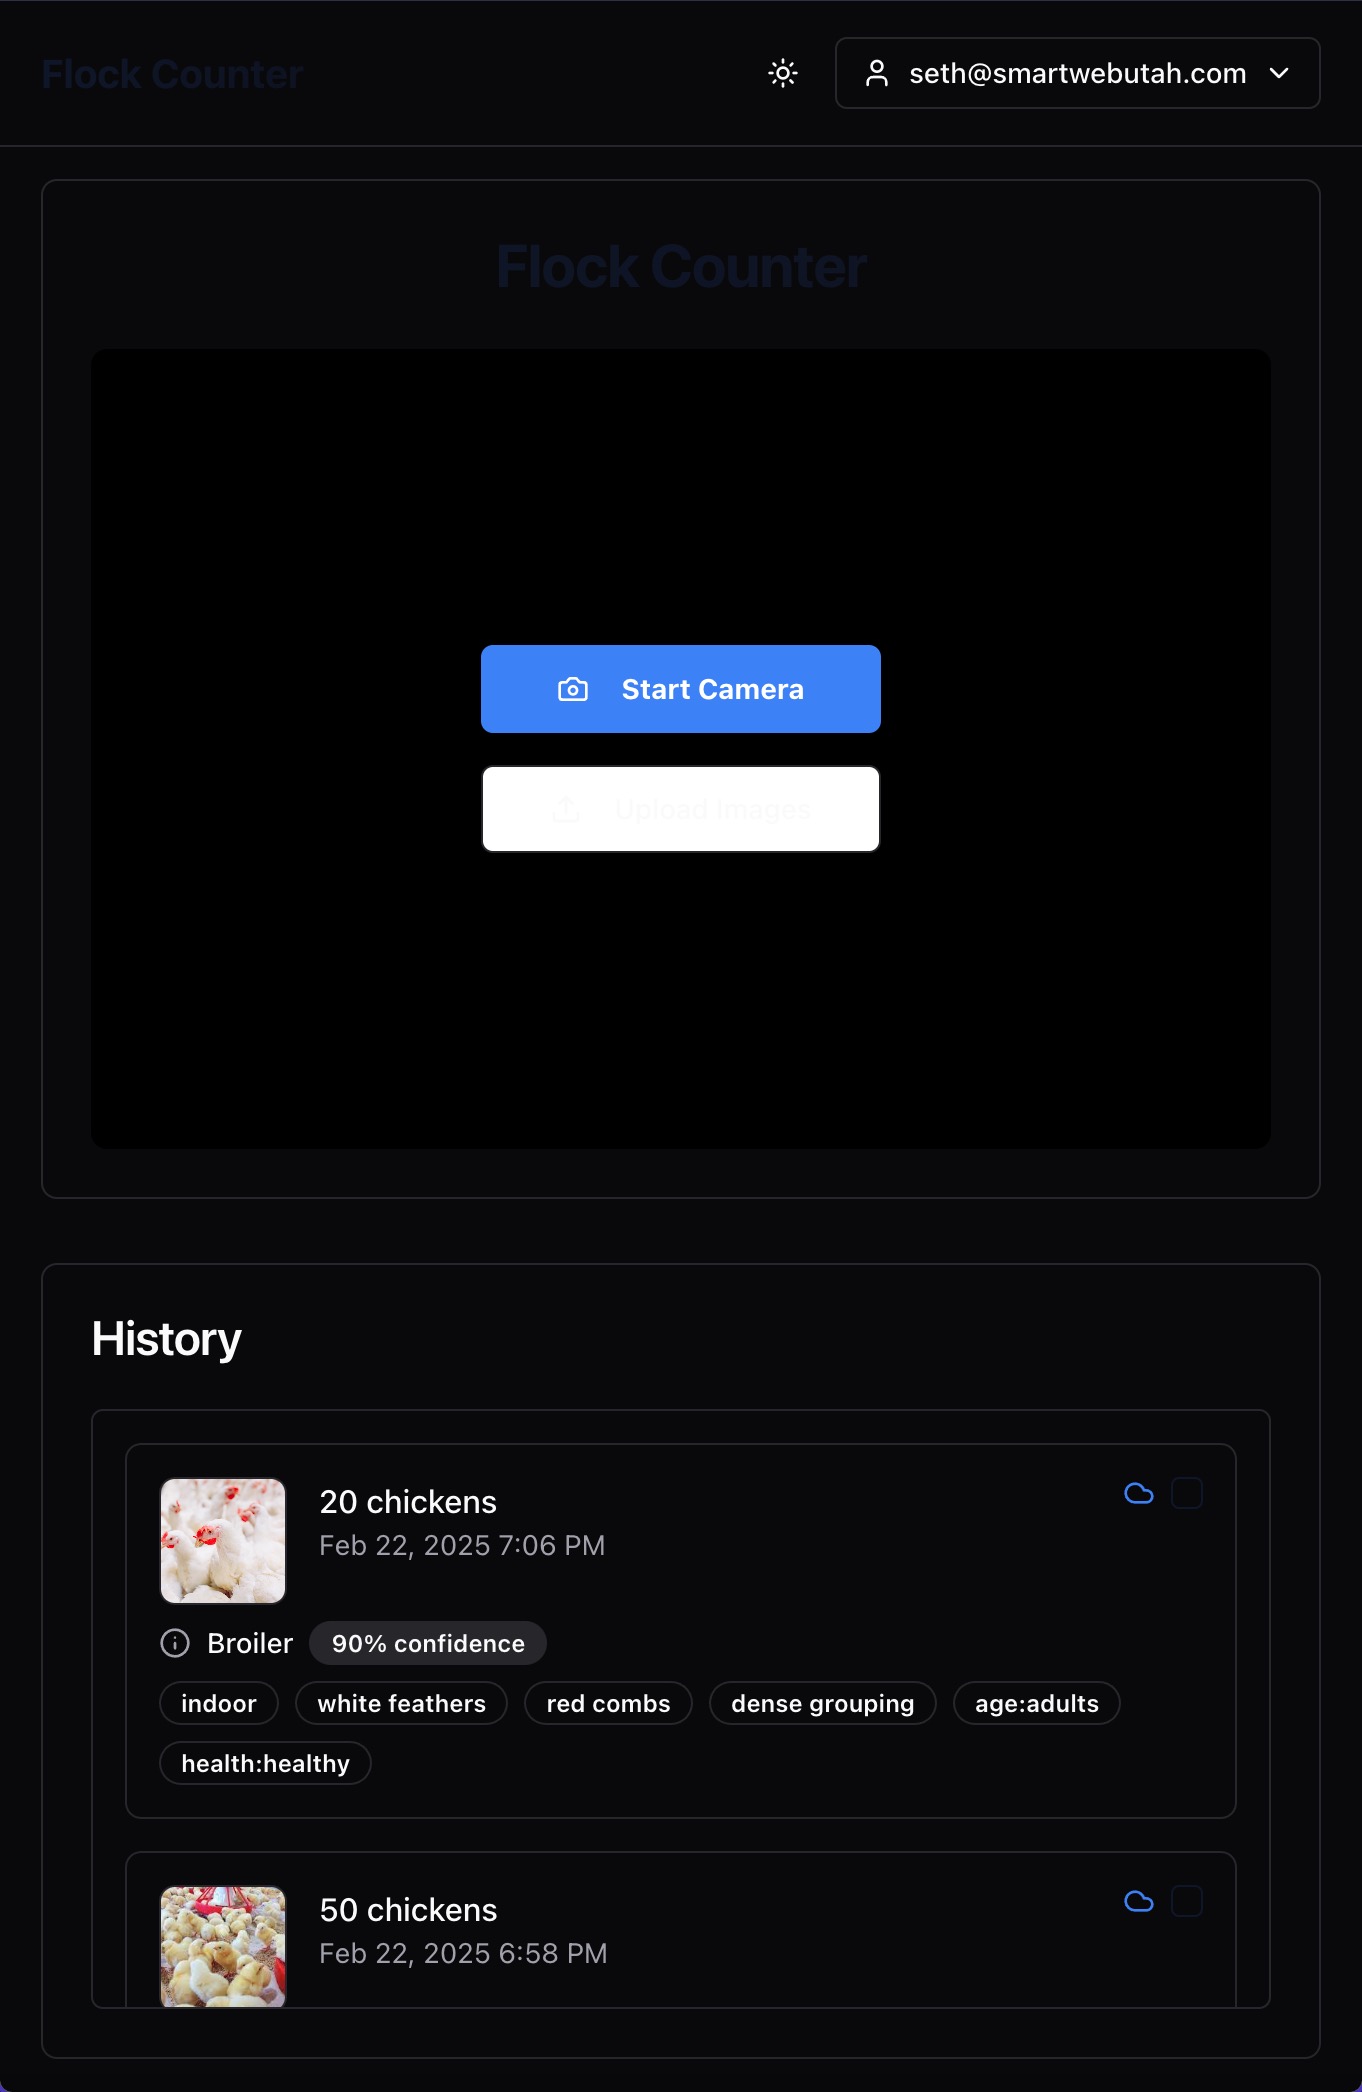 Flock Counter
seth@smartwebutah.com
Flock Counter
Start Camera
Upload Images
History
20 chickens
Feb 22, 2025 7:06 PM
Broiler 90% confidence
indoor white feathers red combs dense grouping age:adults
health:healthy
50 chickens
Feb 22, 2025 6:58 PM